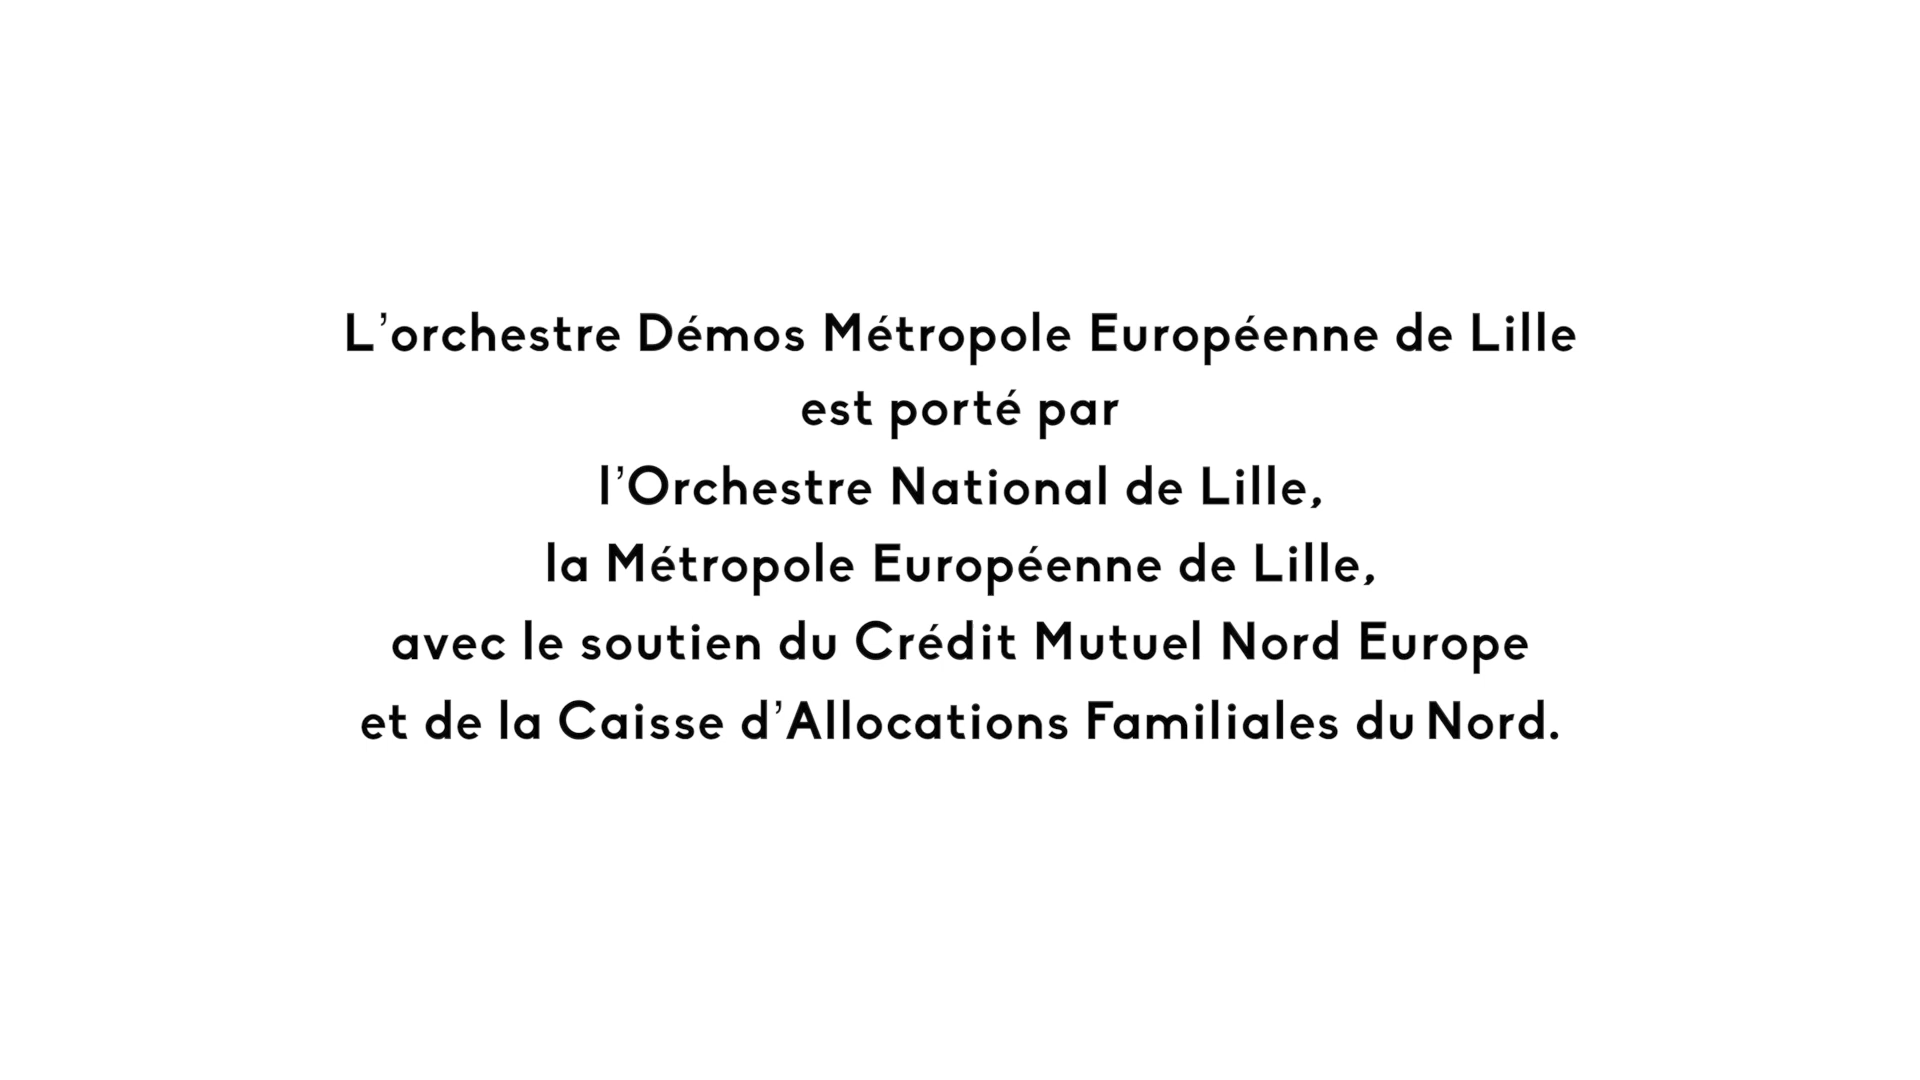 L’orchestre Démos Métropole Européenne de Lille
est porté par
l’Orchestre National de Lille,
la Métropole Européenne de Lille,
avec le soutien du Crédit Mutuel Nord Europe
et de la Caisse d’Allocations Familiales du Nord.